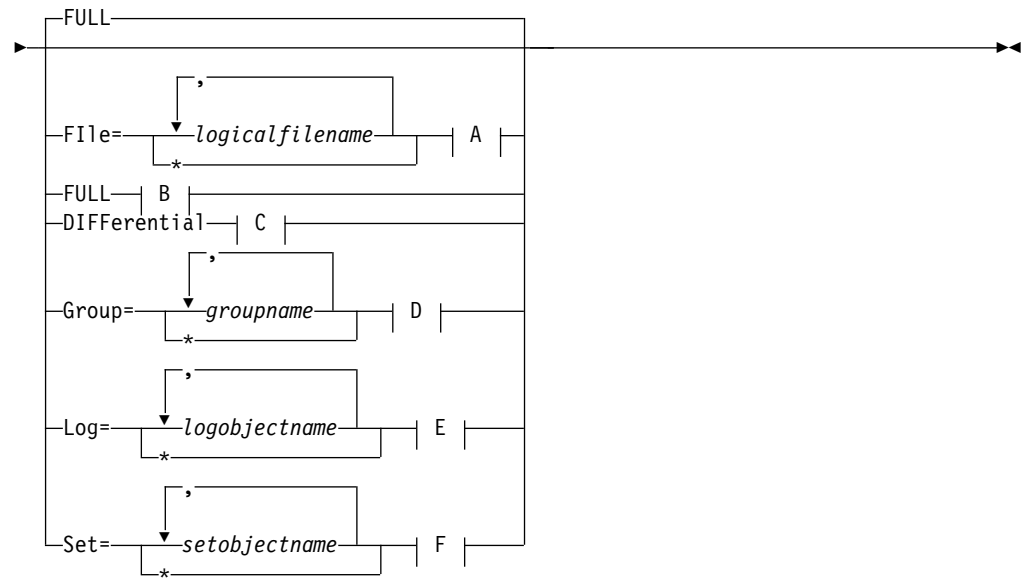 FULL
,
FIle= logicalfilename A
*
FULL B
DIFFerential C
,
Group= groupname D
*
,
Log= logobjectname E
*
,
Set= setobjectname F
*